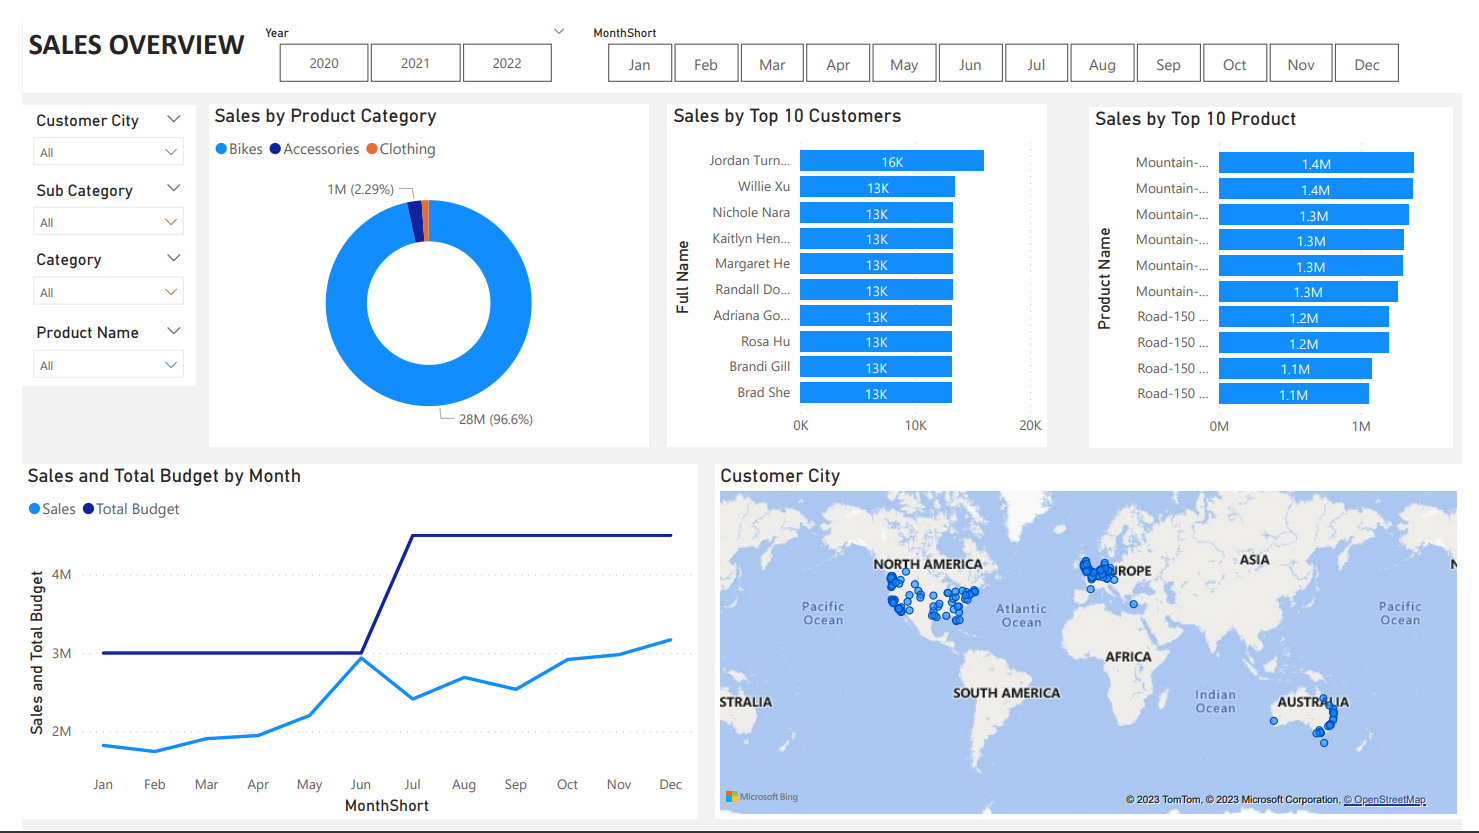 SALES OVERVIEW
Year
2020 2021 2022
MonthShort
Jan Feb Mar Apr May Jun Jul Aug Sep Oct Nov Dec
Customer City
All
Sub Category
All
Category
All
Product Name
All
Sales by Product Category
Bikes Accessories Clothing
1M (2.29%)
28M (96.6%)
Sales by Top 10 Customers
Full Name
Jordan Turn... 16K
Willie Xu 13K
Nichole Nara 13K
Kaitlyn Hen... 13K
Margaret He 13K
Randall Do... 13K
Adriana Go... 13K
Rosa Hu 13K
Brandi Gill 13K
Brad She 13K
0K 10K 20K
Sales by Top 10 Product
Product Name
Mountain-... 1.4M
Mountain-... 1.4M
Mountain-... 1.3M
Mountain-... 1.3M
Mountain-... 1.3M
Mountain-... 1.3M
Road-150 ... 1.2M
Road-150 ... 1.2M
Road-150 ... 1.1M
Road-150 ... 1.1M
0M 1M
Sales and Total Budget by Month
Sales Total Budget
Sales and Total Budget
4M
3M
2M
Jan Feb Mar Apr May Jun Jul Aug Sep Oct Nov Dec
MonthShort
Customer City
NORTH AMERICA
UROPE
ASIA
N
Pacific
Ocean
Atlantic
Ocean
Pacific
Ocean
AFRICA
SOUTH AMERICA
Indian
Ocean
STRALIA
AUSTRALIA
Microsoft Bing
© 2023 TomTom, © 2023 Microsoft Corporation, © OpenStreetMap